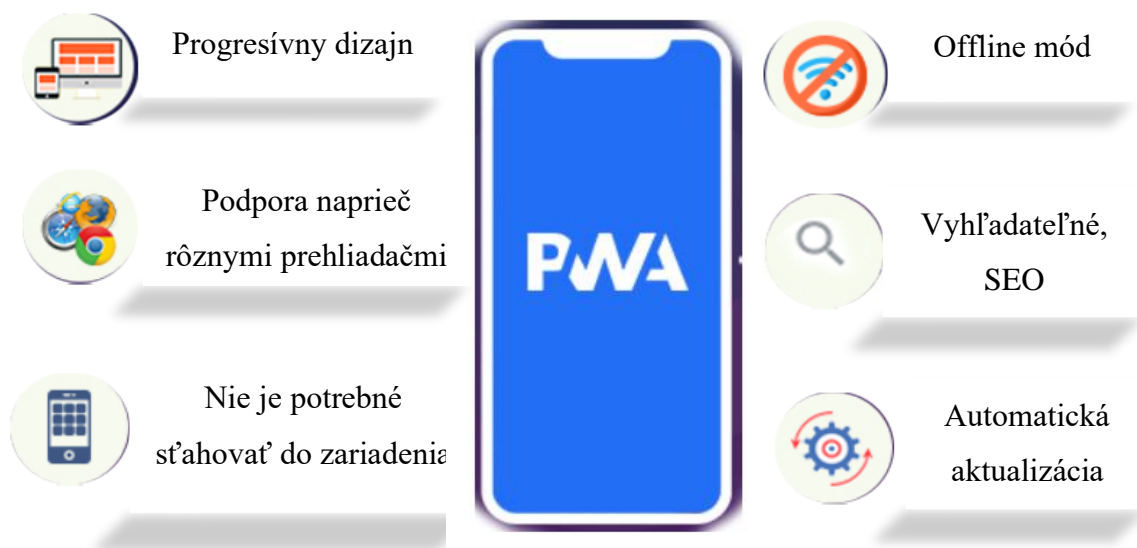 Progresívny dizajn
Podpora naprieč
rôznymi prehliadačmi
Nie je potrebné
sťahovať do zariadenia
PWA
Offline mód
Vyhľadateľné,
SEO
Automatická
aktualizácia